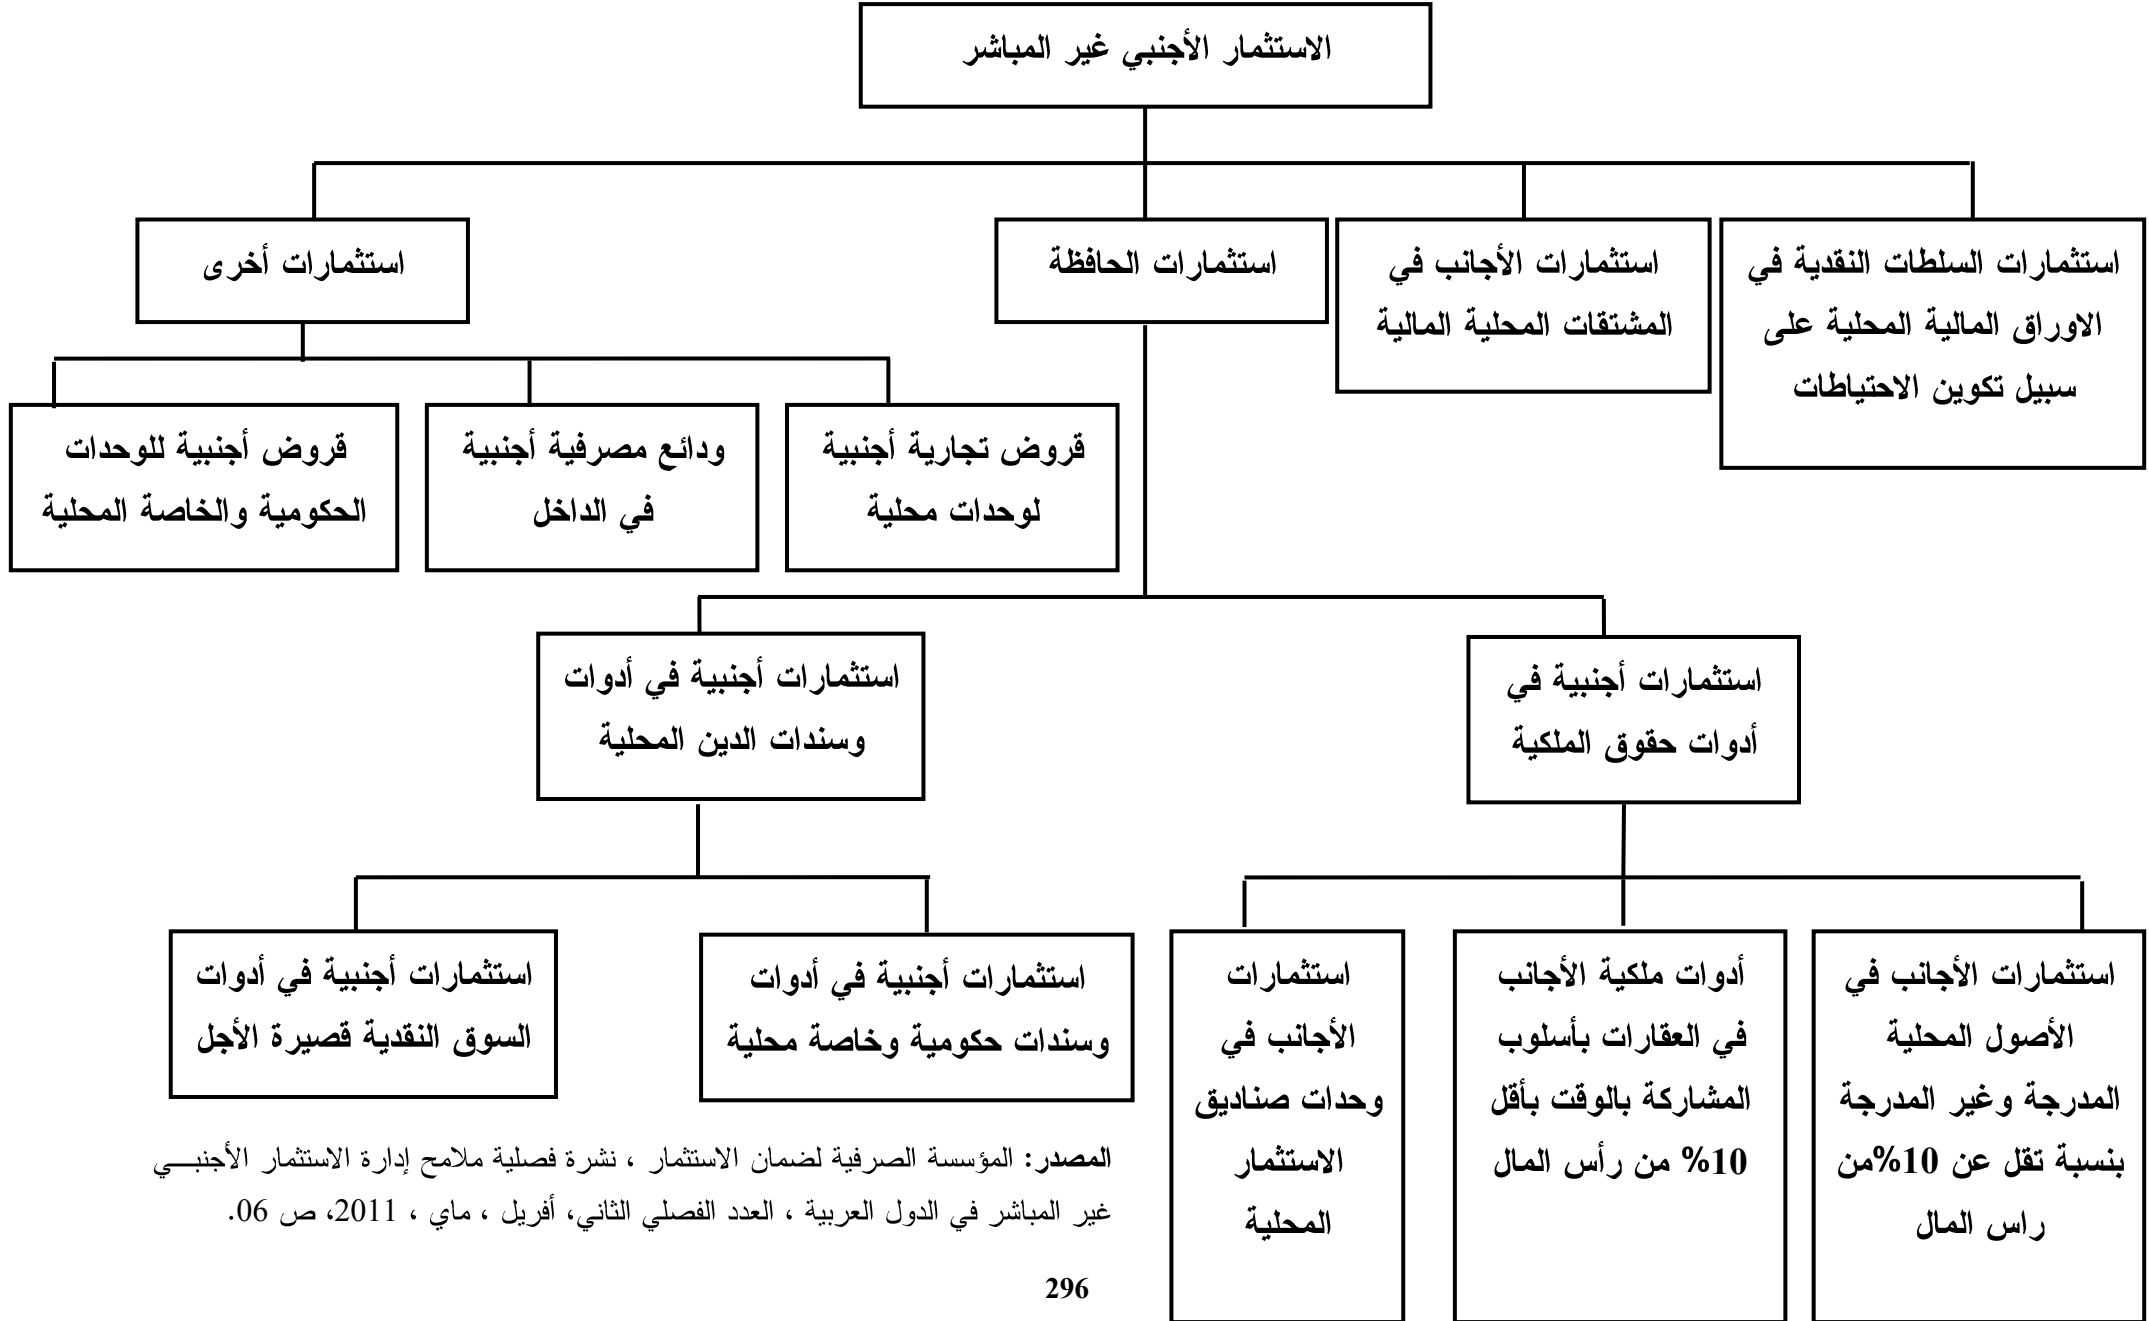 الاستثمار الأجنبي غير المباشر
استثمارات السلطات النقدية في
الاوراق المالية المحلية على
سبيل تكوين الاحتياطات
استثمارات الأجانب في
المشتقات المحلية المالية
استثمارات الحافظة
استثمارات أخرى
قروض تجارية أجنبية
لوحدات محلية
ودائع مصرفية أجنبية
في الداخل
قروض أجنبية للوحدات
الحكومية والخاصة المحلية
استثمارات أجنبية في
أدوات حقوق الملكية
استثمارات أجنبية في أدوات
وسندات الدين المحلية
استثمارات الأجانب في
الأصول المحلية
المدرجة وغير المدرجة
بنسبة تقل عن 10%من
راس المال
أدوات ملكية الأجانب
في العقارات بأسلوب
المشاركة بالوقت بأقل
10% من رأس المال
استثمارات
الأجانب في
وحدات صناديق
الاستثمار
المحلية
استثمارات أجنبية في أدوات
وسندات حكومية وخاصة محلية
استثمارات أجنبية في أدوات
السوق النقدية قصيرة الأجل
المصدر: المؤسسة الصرفية لضمان الاستثمار ، نشرة فصلية ملامح إدارة الاستثمار الأجنبــي
غير المباشر في الدول العربية ، العدد الفصلي الثاني، أفريل ، ماي ، 2011، ص 06.
296